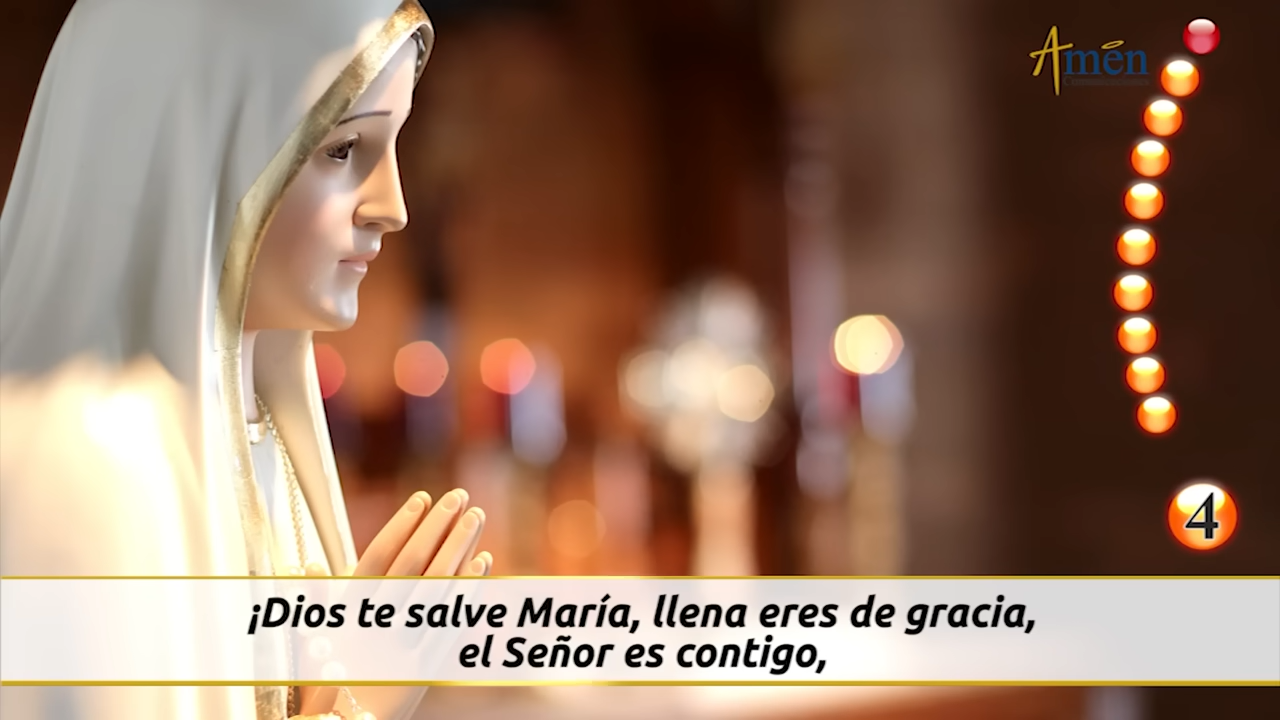 Amén
4
¡Dios te salve María, llena eres de gracia,
el Señor es contigo,